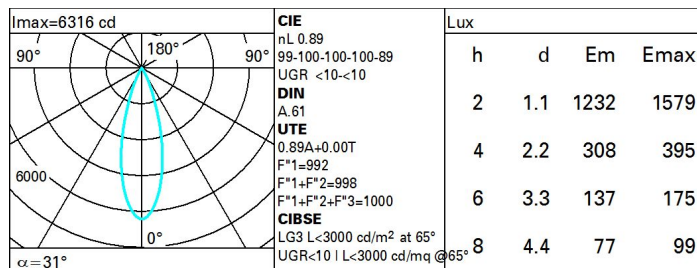 Imax=6316 cd
90° 180° 90°
6000
0°
α=31°
CIE
nL 0.89
99-100-100-100-89
UGR <10-<10
DIN
A.61
UTE
0.89A+0.00T
F"1=992
F"1+F"2=998
F"1+F"2+F"3=1000
CIBSE
LG3 L<3000 cd/m² at 65°
UGR<10 | L<3000 cd/mq @65°
Lux
h d Em Emax
2 1.1 1232 1579
4 2.2 308 395
6 3.3 137 175
8 4.4 77 99